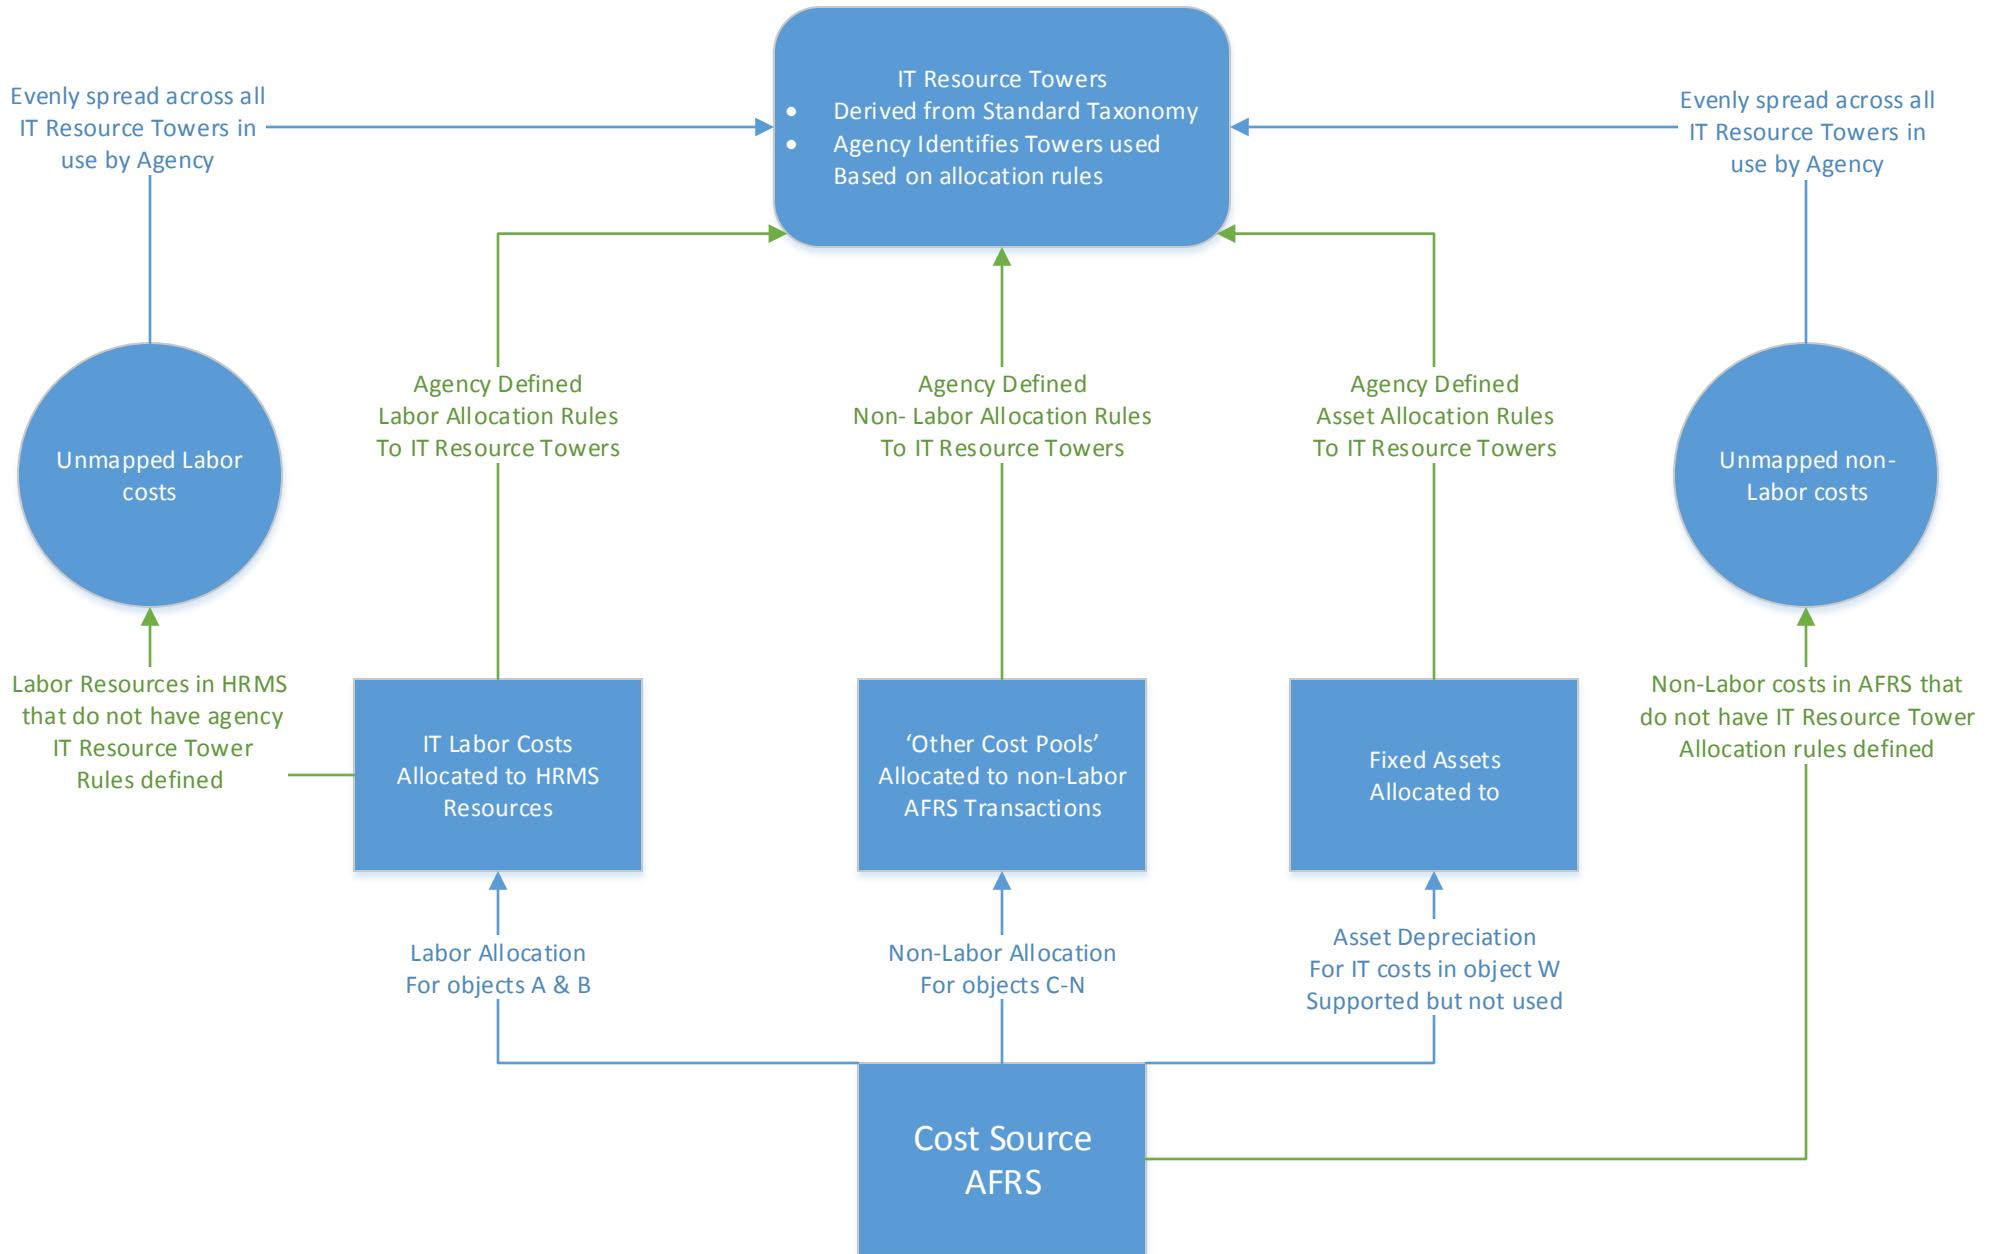 IT Resource Towers
• Derived from Standard Taxonomy
• Agency Identifies Towers used
Based on allocation rules
Evenly spread across all
IT Resource Towers in
use by Agency
Evenly spread across all
IT Resource Towers in
use by Agency
Unmapped Labor
costs
Agency Defined
Labor Allocation Rules
To IT Resource Towers
Agency Defined
Non- Labor Allocation Rules
To IT Resource Towers
Agency Defined
Asset Allocation Rules
To IT Resource Towers
Unmapped non-
Labor costs
Labor Resources in HRMS
that do not have agency
IT Resource Tower
Rules defined
IT Labor Costs
Allocated to HRMS
Resources
‘Other Cost Pools’
Allocated to non-Labor
AFRS Transactions
Fixed Assets
Allocated to
Non-Labor costs in AFRS that
do not have IT Resource Tower
Allocation rules defined
Labor Allocation
For objects A & B
Non-Labor Allocation
For objects C-N
Asset Depreciation
For IT costs in object W
Supported but not used
Cost Source
AFRS